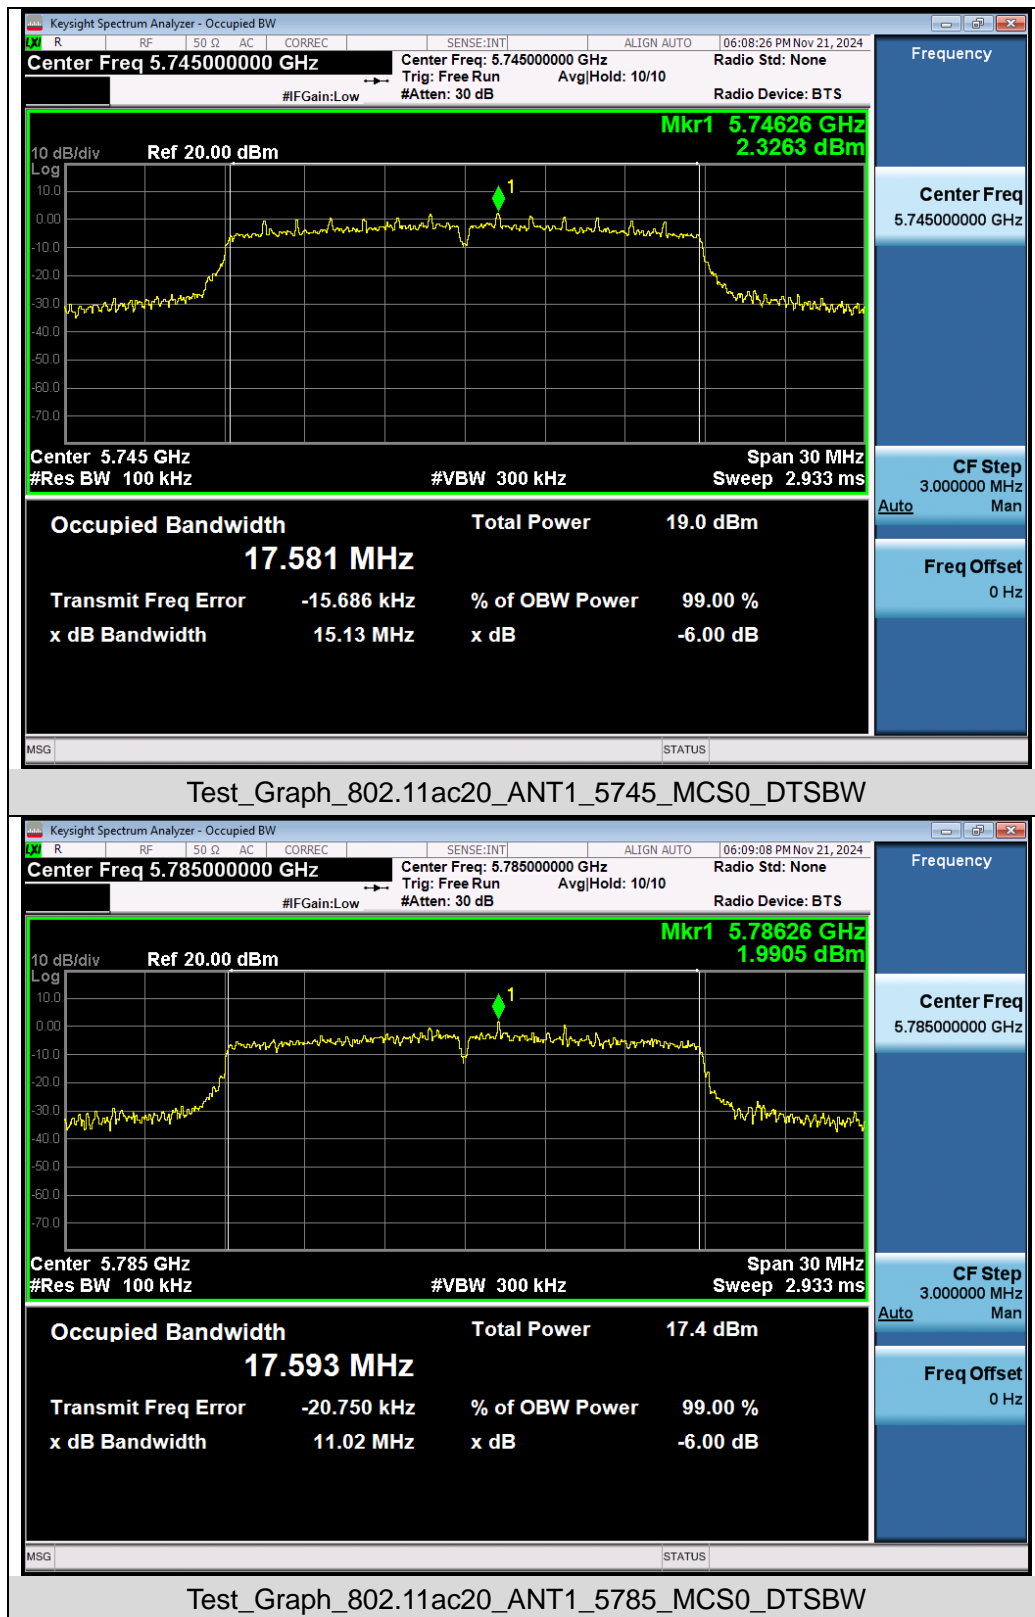 Keysight Spectrum Analyzer - Occupied BW
LXI R RF 50 Ω AC CORREC SENSE:INT ALIGN AUTO 06:08:26 PM Nov 21, 2024
Center Freq 5.745000000 GHz
Center Freq: 5.745000000 GHz Radio Std: None
Trig: Free Run Avg|Hold: 10/10
#IFGain:Low #Atten: 30 dB Radio Device: BTS
Frequency
Mkr1 5.74626 GHz
2.3263 dBm
10 dB/div Ref 20.00 dBm
Log
10.0
0.00
-10.0
-20.0
-30.0
-40.0
-50.0
-60.0
-70.0
1
Center Freq
5.745000000 GHz
Center 5.745 GHz Span 30 MHz
#Res BW 100 kHz #VBW 300 kHz Sweep 2.933 ms
CF Step
3.000000 MHz
Auto Man
Occupied Bandwidth Total Power 19.0 dBm
17.581 MHz
Freq Offset
0 Hz
Transmit Freq Error -15.686 kHz % of OBW Power 99.00 %
x dB Bandwidth 15.13 MHz x dB -6.00 dB
MSG STATUS
Test_Graph_802.11ac20_ANT1_5745_MCS0_DTSBW
Keysight Spectrum Analyzer - Occupied BW
LXI R RF 50 Ω AC CORREC SENSE:INT ALIGN AUTO 06:09:08 PM Nov 21, 2024
Center Freq 5.785000000 GHz
Center Freq: 5.785000000 GHz Radio Std: None
Trig: Free Run Avg|Hold: 10/10
#IFGain:Low #Atten: 30 dB Radio Device: BTS
Frequency
Mkr1 5.78626 GHz
1.9905 dBm
10 dB/div Ref 20.00 dBm
Log
10.0
0.00
-10.0
-20.0
-30.0
-40.0
-50.0
-60.0
-70.0
1
Center Freq
5.785000000 GHz
Center 5.785 GHz Span 30 MHz
#Res BW 100 kHz #VBW 300 kHz Sweep 2.933 ms
CF Step
3.000000 MHz
Auto Man
Occupied Bandwidth Total Power 17.4 dBm
17.593 MHz
Freq Offset
0 Hz
Transmit Freq Error -20.750 kHz % of OBW Power 99.00 %
x dB Bandwidth 11.02 MHz x dB -6.00 dB
MSG STATUS
Test_Graph_802.11ac20_ANT1_5785_MCS0_DTSBW